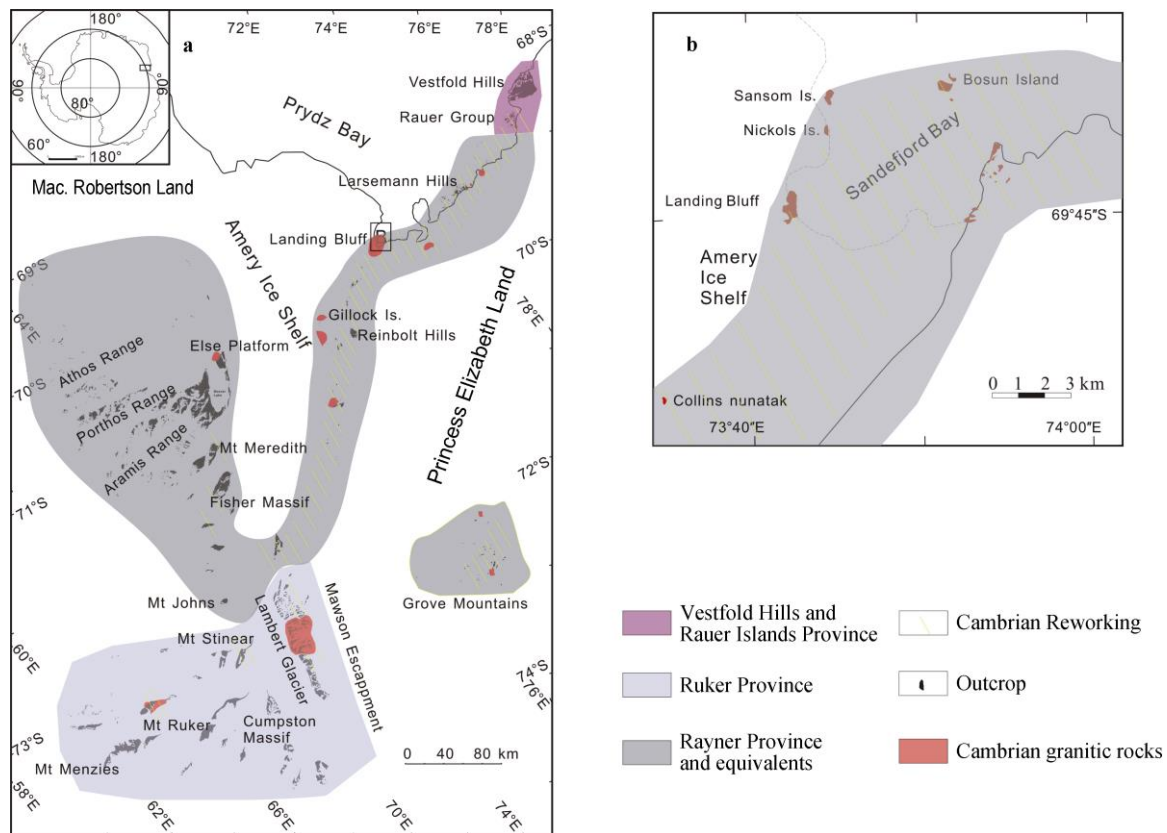 180°
a
72°E
74°E
76°E
78°E
68°S
90°
80°
90°
60°
180°
Mac. Robertson Land
Prydz Bay
Vestfold Hills
Rauer Group
Larsemann Hills
Landing Bluff
70°S
69°S
64°E
Amery Ice Shelf
Gillock Is.
Reinbolt Hills
78°E
Princess Elizabeth Land
Else Platform
Athos Range
70°S
Porthos Range
Aramis Range
Mt Meredith
72°S
71°S
Fisher Massif
Grove Mountains
Mt Johns
60°E
Mt Stinear
Lambert Glacier
Mawson Escappment
74°S
76°E
Mt Ruker
Cumpston
Massif
73°S
Mt Menzies
58°E
0 40 80 km
62°E
66°E
70°E
74°E
b
Bosun Island
Sansom Is.
Nickols Is.
Sandefjord Bay
Landing Bluff
69°45″S
Amery
Ice
Shelf
0 1 2 3 km
Collins nunatak
73°40″E
74°00″E
Vestfold Hills and
Rauer Islands Province
Ruker Province
Rayner Province
and equivalents
Cambrian Reworking
Outcrop
Cambrian granitic rocks